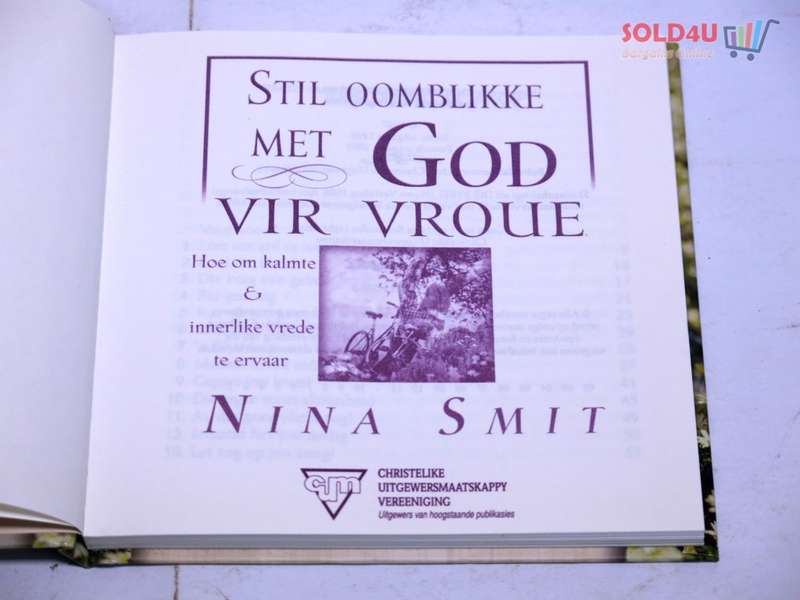 SOLD4U
Bargains Online
STIL OOMBLIKKE
MET GOD
VIR VROUE
Hoe om kalmte
&
innerlike vrede
te ervaar
NINA SMIT
CUM
CHRISTELIKE
UITGEWERSMAATSKAPPY
VEREENIGING
Uitgewers van hoogstaande publikasies